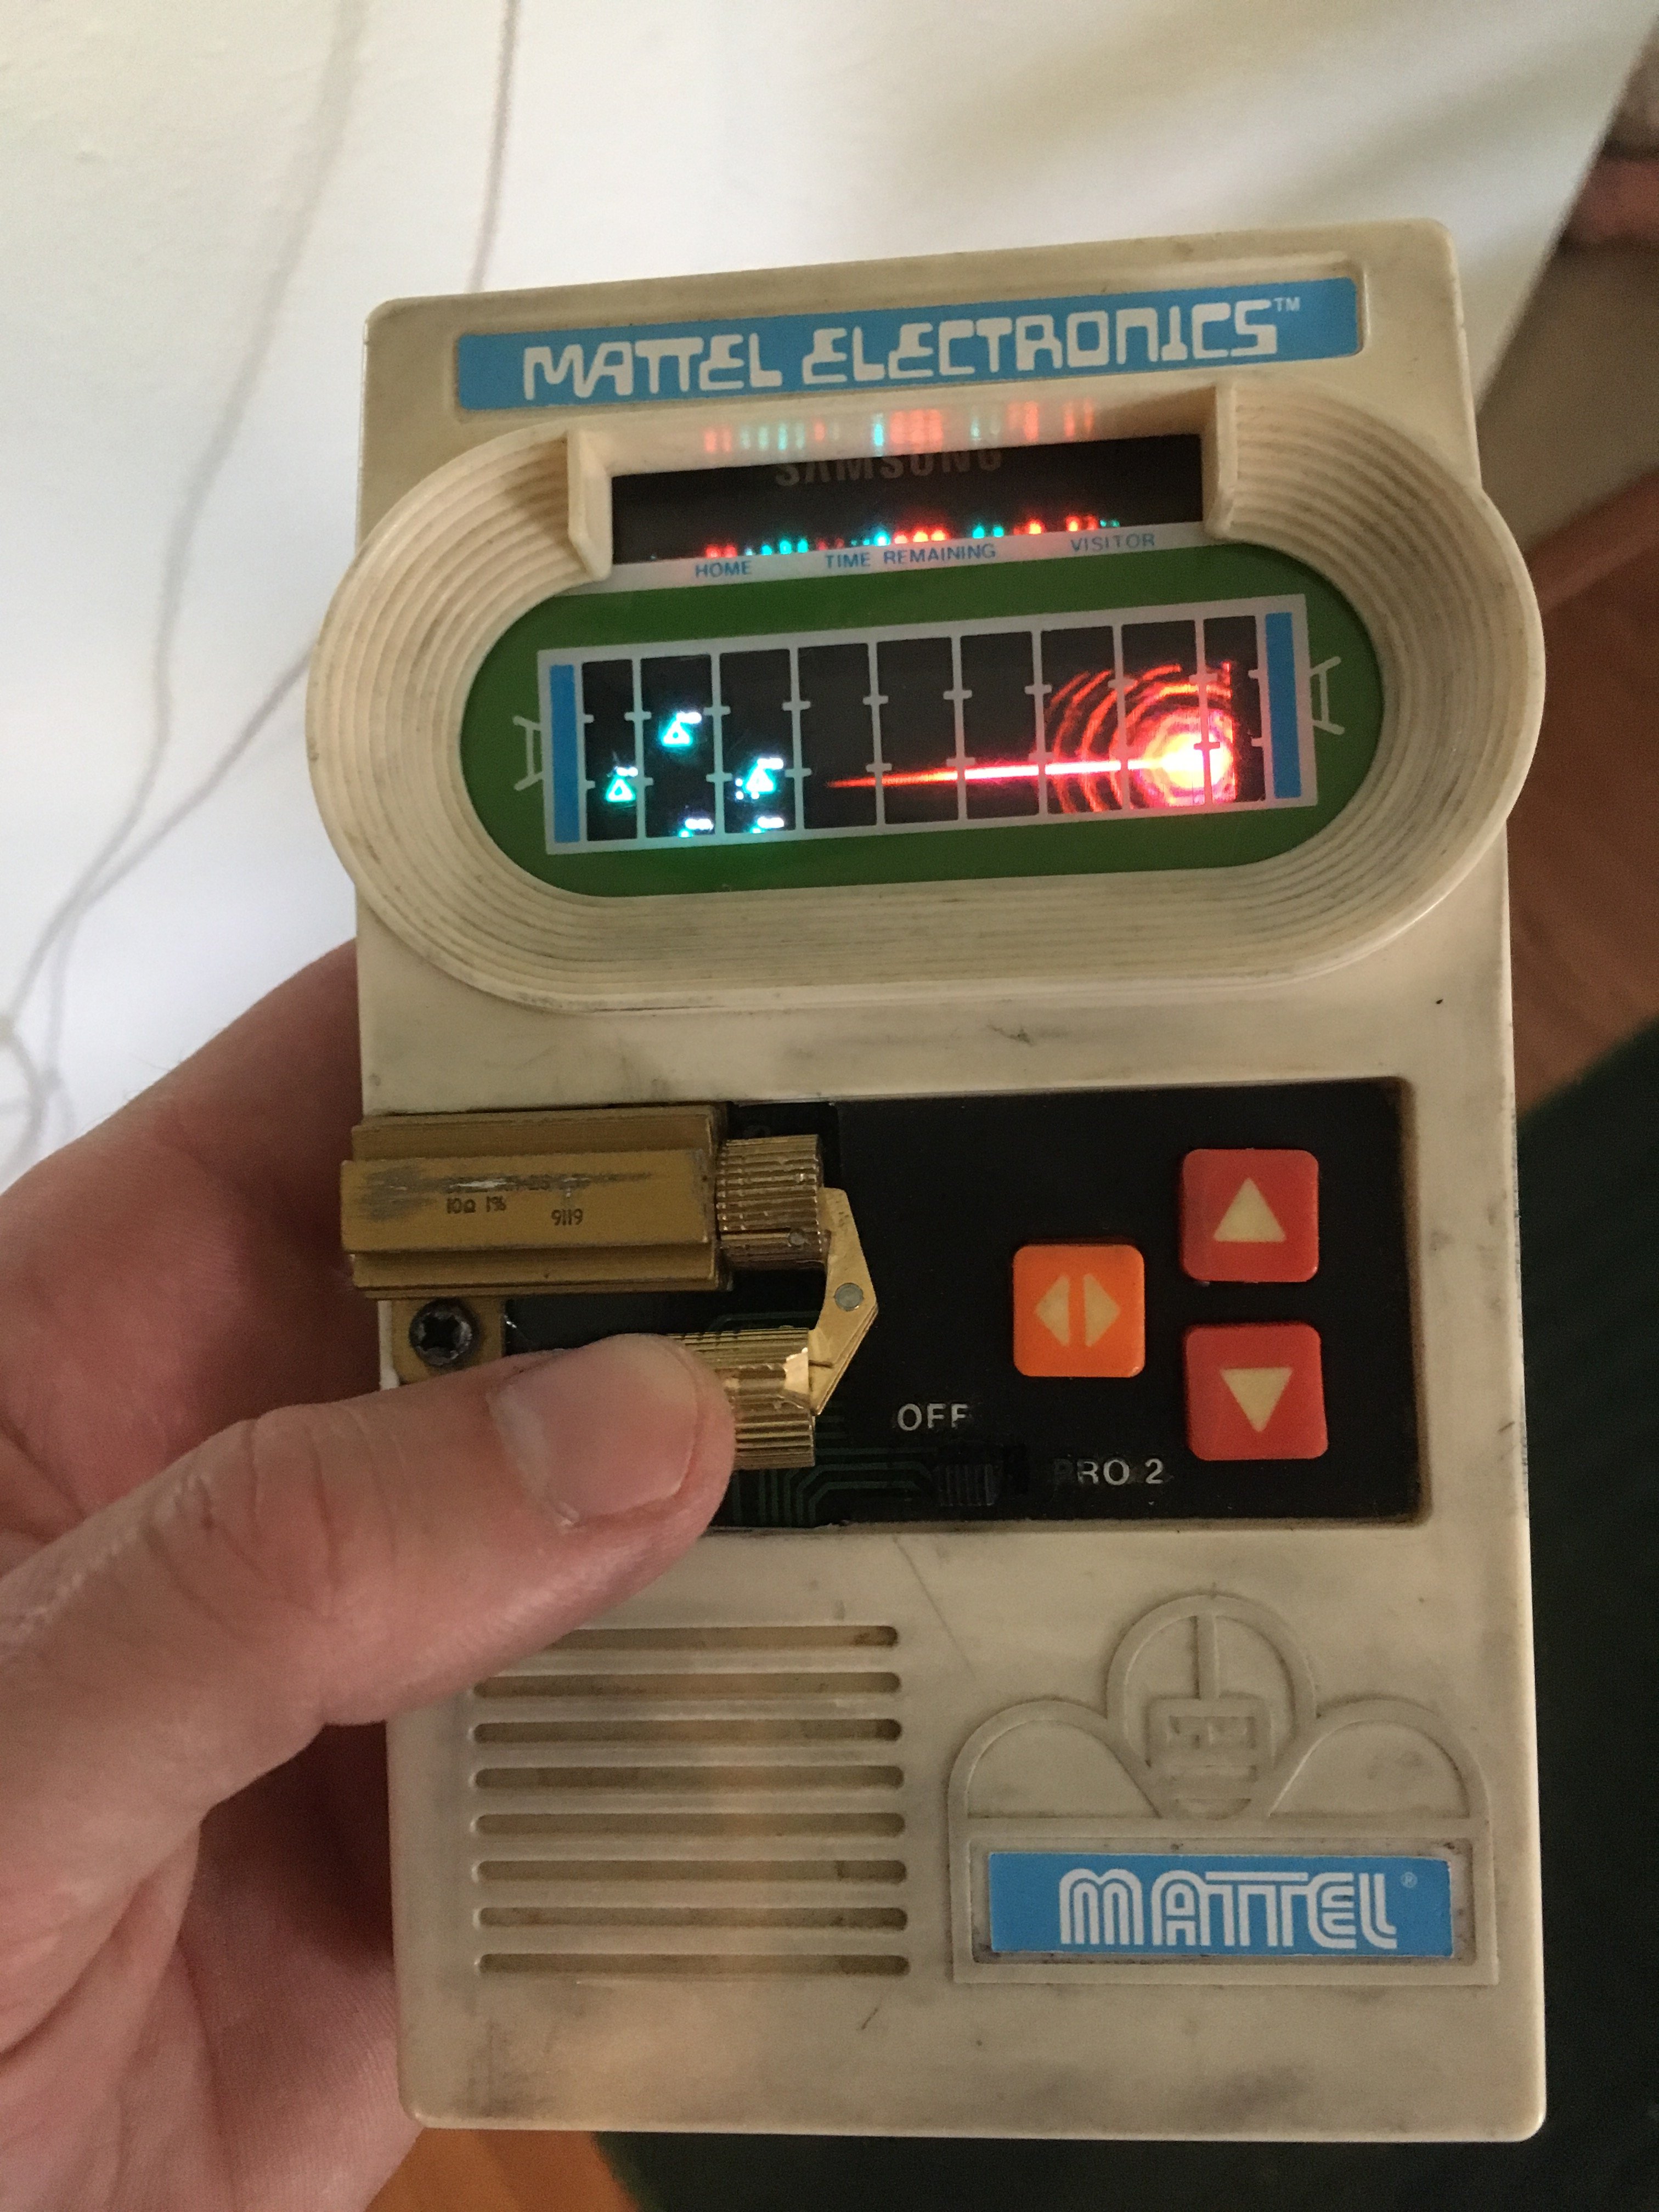 MATTEL ELECTRONICS™
SAMSUNG
HOME TIME REMAINING VISITOR
10Ω 1%
9119
OFF
PRO 2
MATTEL®